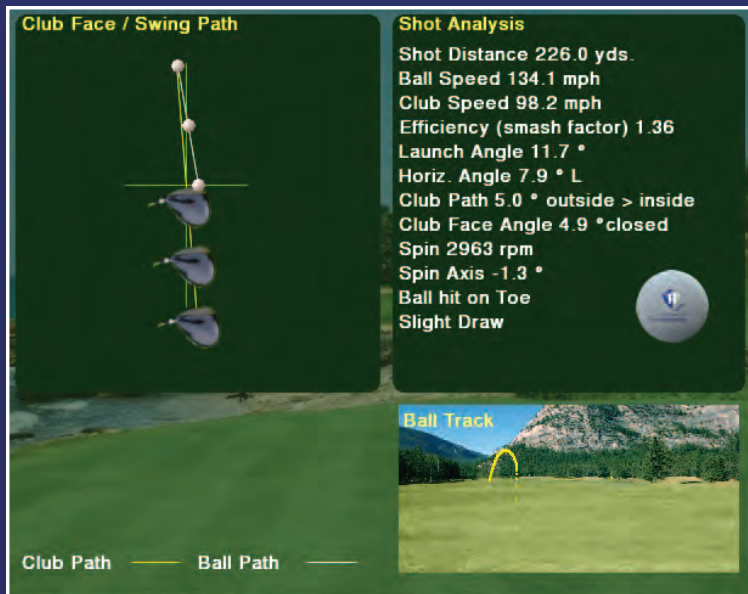 Club Face / Swing Path
Shot Analysis
Shot Distance 226.0 yds.
Ball Speed 134.1 mph
Club Speed 98.2 mph
Efficiency (smash factor) 1.36
Launch Angle 11.7 °
Horiz. Angle 7.9 ° L
Club Path 5.0 ° outside > inside
Club Face Angle 4.9 °closed
Spin 2963 rpm
Spin Axis -1.3 °
Ball hit on Toe
Slight Draw
Ball Track
Club Path
Ball Path